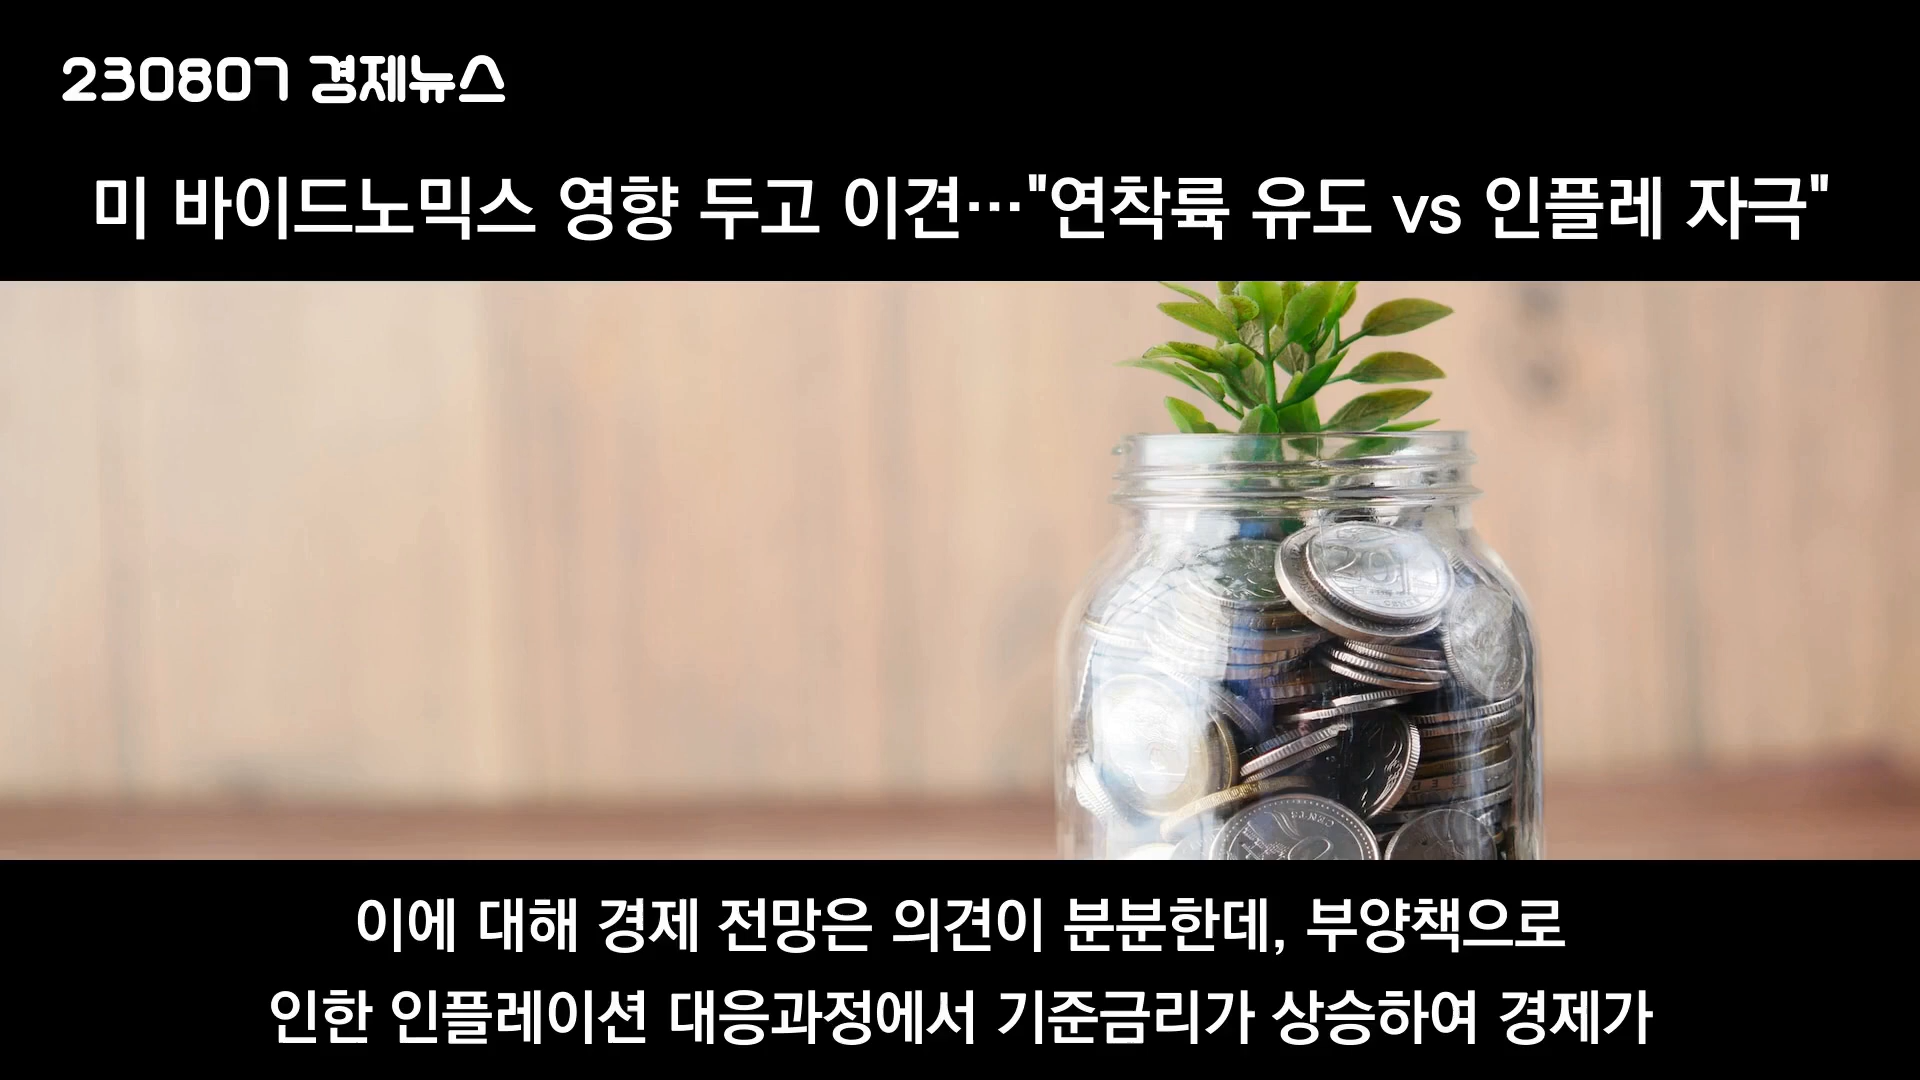 230807 경제뉴스
미 바이드노믹스 영향 두고 이견…"연착륙 유도 vs 인플레 자극"
이에 대해 경제 전망은 의견이 분분한데, 부양책으로
인한 인플레이션 대응과정에서 기준금리가 상승하여 경제가